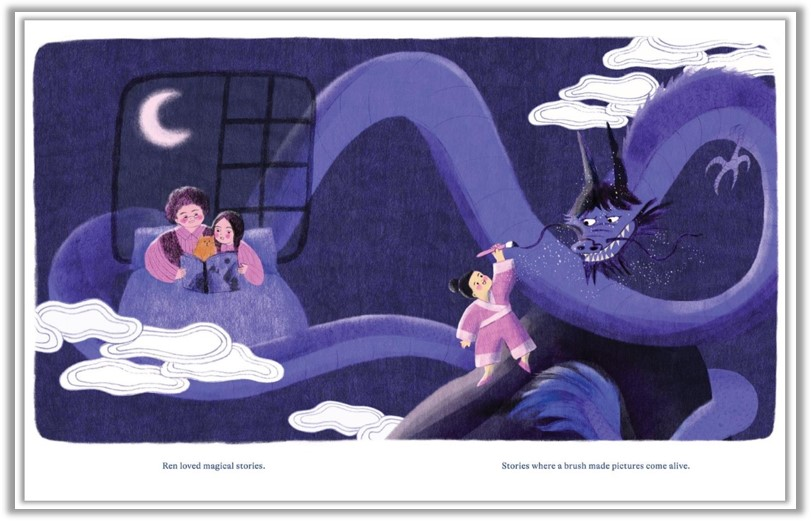 Ren loved magical stories.
Stories where a brush made pictures come alive.